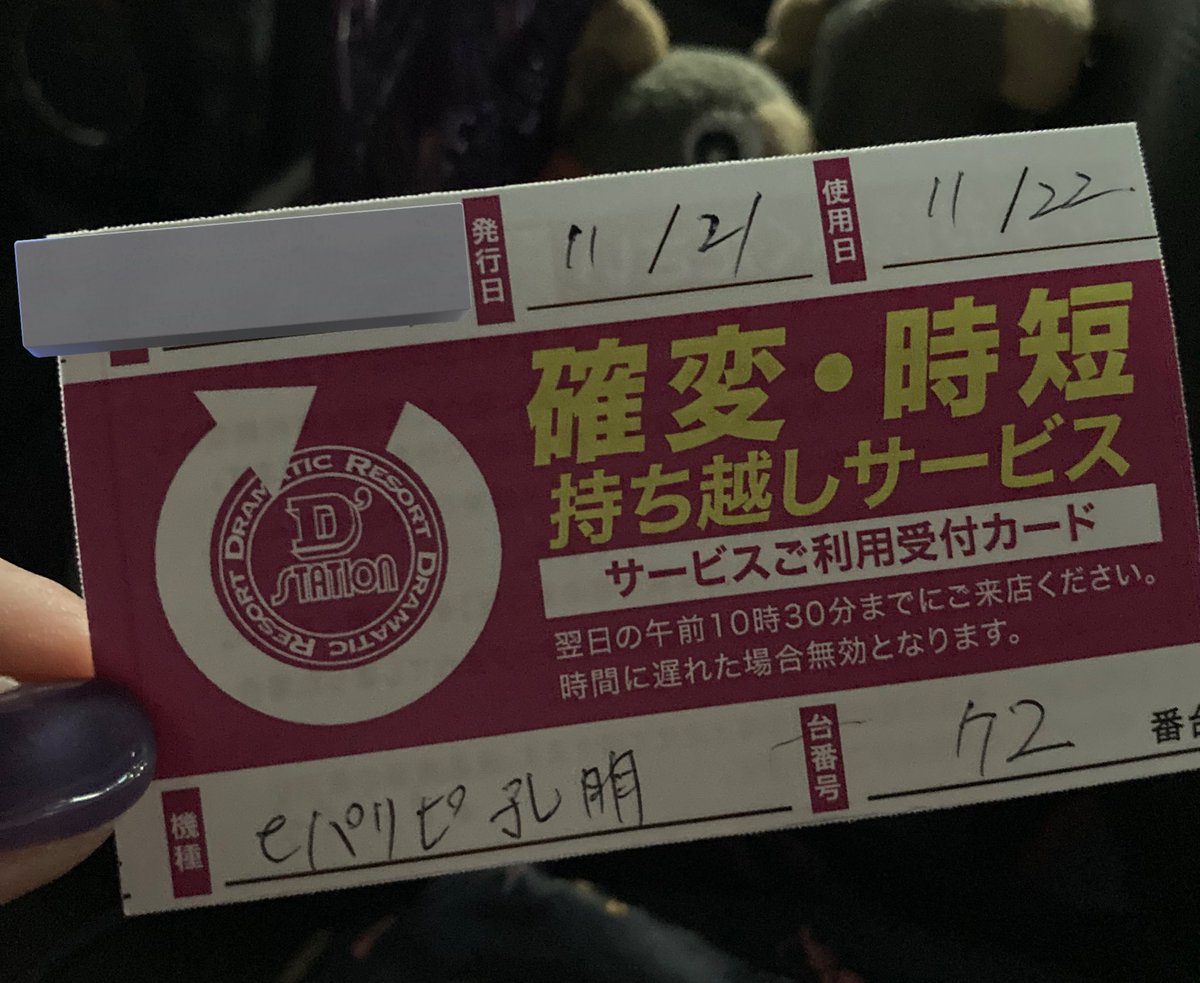 発行日 11/21
使用日 11/22
確変・時短
持ち越しサービス
サービスご利用受付カード
翌日の午前10時30分までにご来店ください。
時間に遅れた場合無効となります。
DRAMATIC RESORT DRAMATIC RESORT
D'
STATION
機種 eパリピ孔明
台番号 72 番台